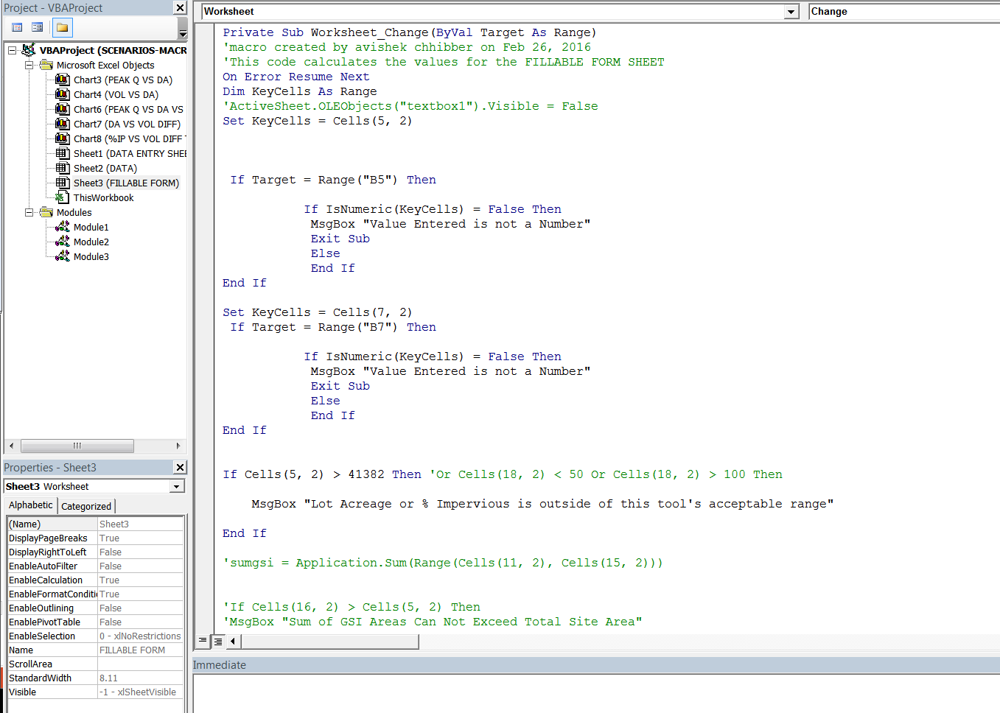 Project - VBAProject
VBAProject (SCENARIOS-MACR
Microsoft Excel Objects
Chart3 (PEAK Q VS DA)
Chart4 (VOL VS DA)
Chart6 (PEAK Q VS DA VS
Chart7 (DA VS VOL DIFF)
Chart8 (%IP VS VOL DIFF
Sheet1 (DATA ENTRY SHEE
Sheet2 (DATA)
Sheet3 (FILLABLE FORM)
ThisWorkbook
Modules
Module1
Module2
Module3
Properties - Sheet3
Sheet3 Worksheet
Alphabetic Categorized
(Name) Sheet3
DisplayPageBreaks True
DisplayRightToLeft False
EnableAutoFilter False
EnableCalculation True
EnableFormatConditi True
EnableOutlining False
EnablePivotTable False
EnableSelection 0 - xlNoRestrictions
Name FILLABLE FORM
ScrollArea
StandardWidth 8.11
Visible -1 - xlSheetVisible
Worksheet Change
Private Sub Worksheet_Change(ByVal Target As Range)
'macro created by avishek chhibber on Feb 26, 2016
'This code calculates the values for the FILLABLE FORM SHEET
On Error Resume Next
Dim KeyCells As Range
'ActiveSheet.OLEObjects("textbox1").Visible = False
Set KeyCells = Cells(5, 2)
If Target = Range("B5") Then
If IsNumeric(KeyCells) = False Then
MsgBox "Value Entered is not a Number"
Exit Sub
Else
End If
End If
Set KeyCells = Cells(7, 2)
If Target = Range("B7") Then
If IsNumeric(KeyCells) = False Then
MsgBox "Value Entered is not a Number"
Exit Sub
Else
End If
End If
If Cells(5, 2) > 41382 Then 'Or Cells(18, 2) < 50 Or Cells(18, 2) > 100 Then
MsgBox "Lot Acreage or % Impervious is outside of this tool's acceptable range"
End If
'sumgsi = Application.Sum(Range(Cells(11, 2), Cells(15, 2)))
'If Cells(16, 2) > Cells(5, 2) Then
'MsgBox "Sum of GSI Areas Can Not Exceed Total Site Area"
Immediate